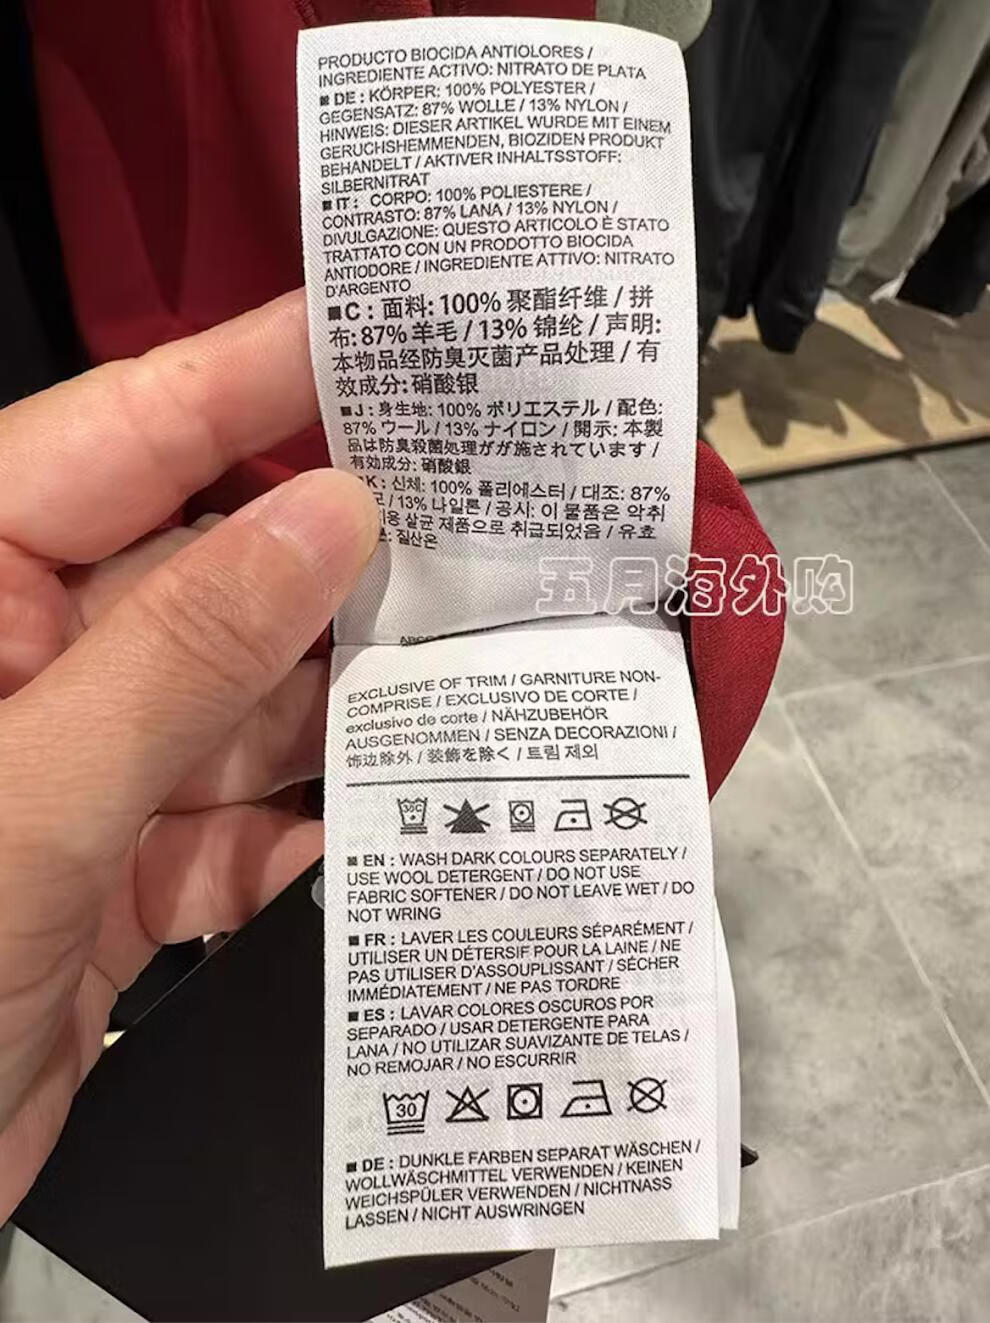 PRODUCTO BIOCIDA ANTIOLORES /
INGREDIENTE ACTIVO: NITRATO DE PLATA
■ DE : KÖRPER: 100% POLYESTER /
GEGENSATZ: 87% WOLLE / 13% NYLON /
HINWEIS: DIESER ARTIKEL WURDE MIT EINEM
GERUCHSHEMMENDEN, BIOZIDEN PRODUKT
BEHANDELT / AKTIVER INHALTSSTOFF:
SILBERNITRAT
■ IT : CORPO: 100% POLIESTERE /
CONTRASTO: 87% LANA / 13% NYLON /
DIVULGAZIONE: QUESTO ARTICOLO È STATO
TRATTATO CON UN PRODOTTO BIOCIDA
ANTIODORE / INGREDIENTE ATTIVO: NITRATO
D'ARGENTO
■ C : 面料: 100% 聚酯纤维 / 拼
布: 87% 羊毛 / 13% 锦纶 / 声明:
本物品经防臭灭菌产品处理 / 有
效成分: 硝酸银
■ J : 身生地: 100% ポリエステル / 配色:
87% ウール / 13% ナイロン / 開示: 本製
品は防臭殺菌処理がが施されています /
有効成分: 硝酸銀
K : 신체: 100% 폴리에스터 / 대조: 87%
/ 13% 나일론 / 공시: 이 물품은 악취
용 살균 제품으로 취급되었음 / 유효
: 질산은
五月海外购
EXCLUSIVE OF TRIM / GARNITURE NON-
COMPRISE / EXCLUSIVO DE CORTE /
exclusivo de corte / NÄHZUBEHÖR
AUSGENOMMEN / SENZA DECORAZIONI /
饰边除外 / 装飾を除く / 트림 제외
30C
■ EN : WASH DARK COLOURS SEPARATELY /
USE WOOL DETERGENT / DO NOT USE
FABRIC SOFTENER / DO NOT LEAVE WET / DO
NOT WRING
■ FR : LAVER LES COULEURS SÉPARÉMENT /
UTILISER UN DÉTERSIF POUR LA LAINE / NE
PAS UTILISER D'ASSOUPLISSANT / SÉCHER
IMMÉDIATEMENT / NE PAS TORDRE
■ ES : LAVAR COLORES OSCUROS POR
SEPARADO / USAR DETERGENTE PARA
LANA / NO UTILIZAR SUAVIZANTE DE TELAS /
NO REMOJAR / NO ESCURRIR
30
■ DE : DUNKLE FARBEN SEPARAT WÄSCHEN /
WOLLWÄSCHMITTEL VERWENDEN / KEINEN
WEICHSPÜLER VERWENDEN / NICHTNASS
LASSEN / NICHT AUSWRINGEN